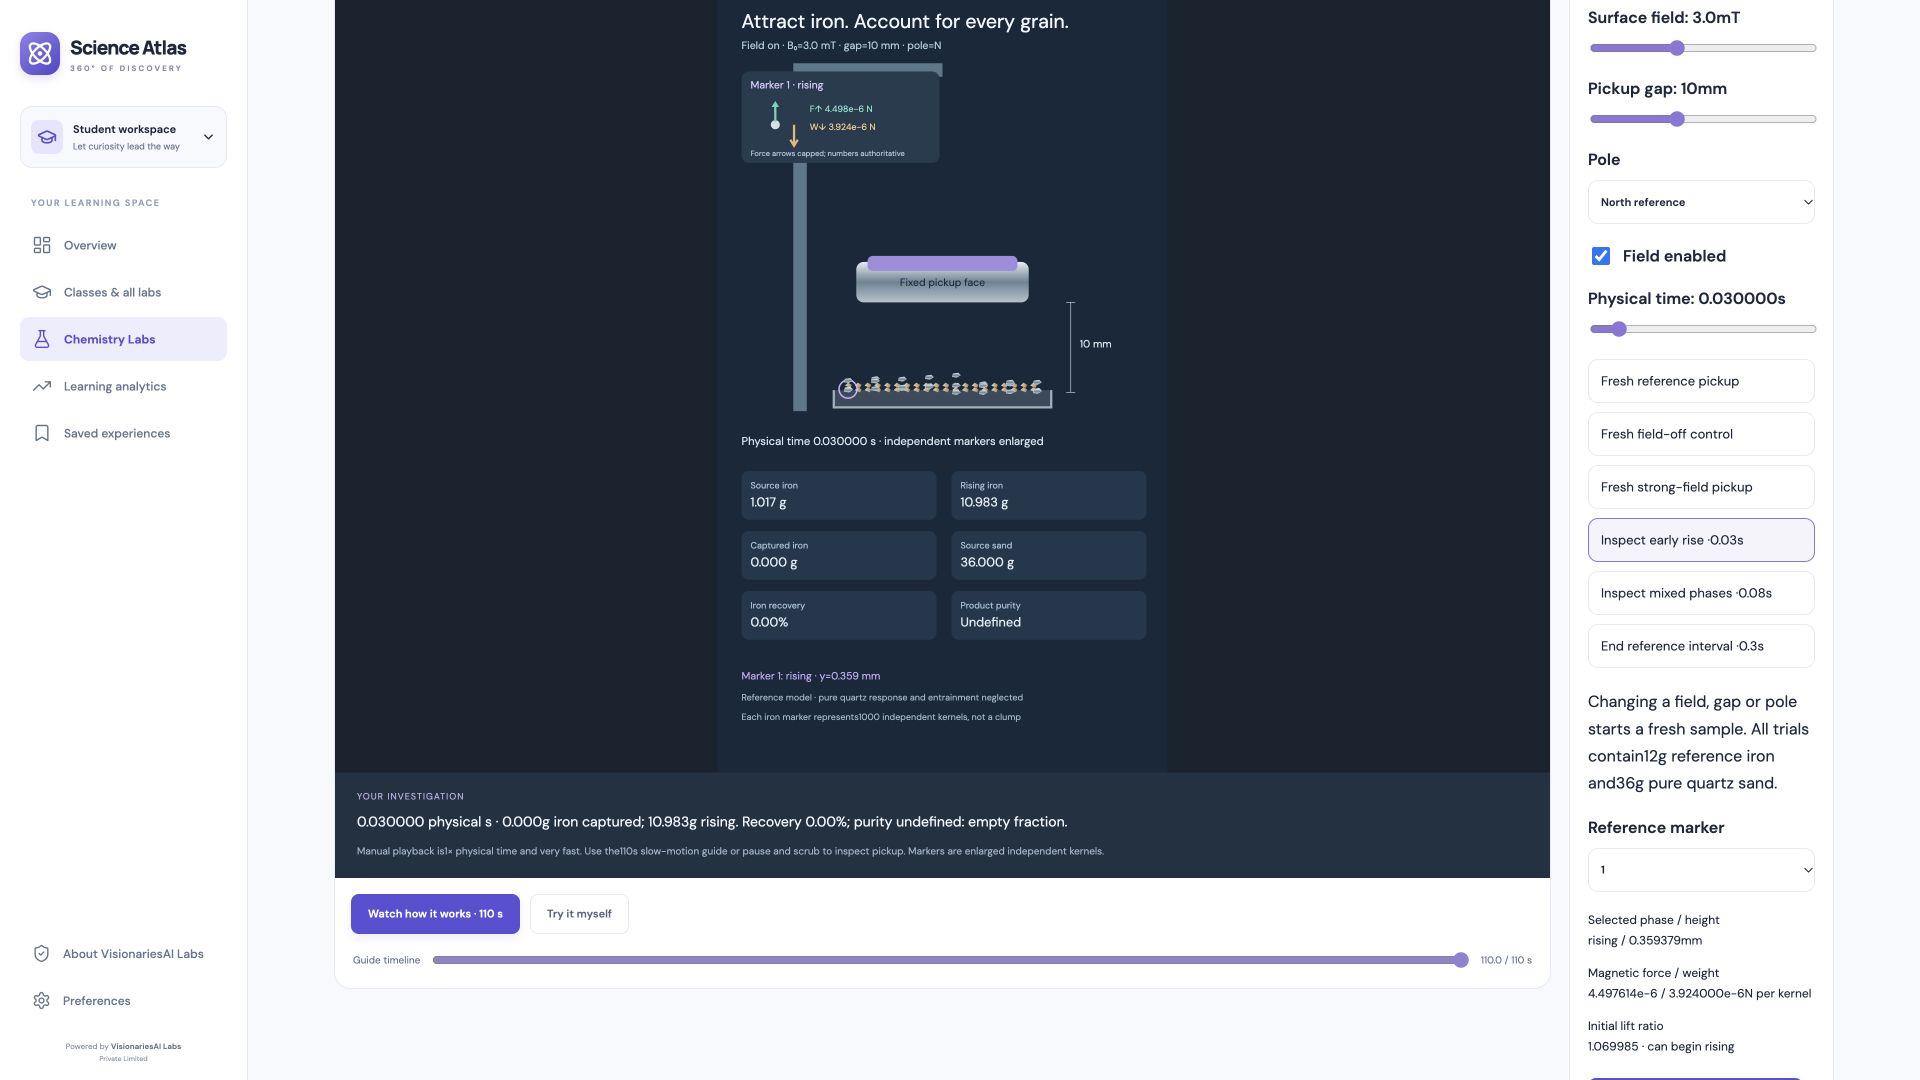 Science Atlas
360° OF DISCOVERY
Student workspace
Let curiosity lead the way
YOUR LEARNING SPACE
Overview
Classes & all labs
Chemistry Labs
Learning analytics
Saved experiences
About VisionariesAI Labs
Preferences
Powered by VisionariesAI Labs
Private Limited
Attract iron. Account for every grain.
Field on · B₀=3.0 mT · gap=10 mm · pole=N
Marker 1 · rising
F↑ 4.498e-6 N
W↓ 3.924e-6 N
Force arrows capped; numbers authoritative
Fixed pickup face
10 mm
Physical time 0.030000 s · independent markers enlarged
Source iron
1.017 g
Rising iron
10.983 g
Captured iron
0.000 g
Source sand
36.000 g
Iron recovery
0.00%
Product purity
Undefined
Marker 1: rising · y=0.359 mm
Reference model · pure quartz response and entrainment neglected
Each iron marker represents1000 independent kernels, not a clump
YOUR INVESTIGATION
0.030000 physical s · 0.000g iron captured; 10.983g rising. Recovery 0.00%; purity undefined: empty fraction.
Manual playback is1× physical time and very fast. Use the110s slow-motion guide or pause and scrub to inspect pickup. Markers are enlarged independent kernels.
Watch how it works · 110 s
Try it myself
Guide timeline
110.0 / 110 s
Surface field: 3.0mT
Pickup gap: 10mm
Pole
North reference
Field enabled
Physical time: 0.030000s
Fresh reference pickup
Fresh field-off control
Fresh strong-field pickup
Inspect early rise ·0.03s
Inspect mixed phases ·0.08s
End reference interval ·0.3s
Changing a field, gap or pole
starts a fresh sample. All trials
contain12g reference iron
and36g pure quartz sand.
Reference marker
1
Selected phase / height
rising / 0.359379mm
Magnetic force / weight
4.497614e-6 / 3.924000e-6N per kernel
Initial lift ratio
1.069985 · can begin rising